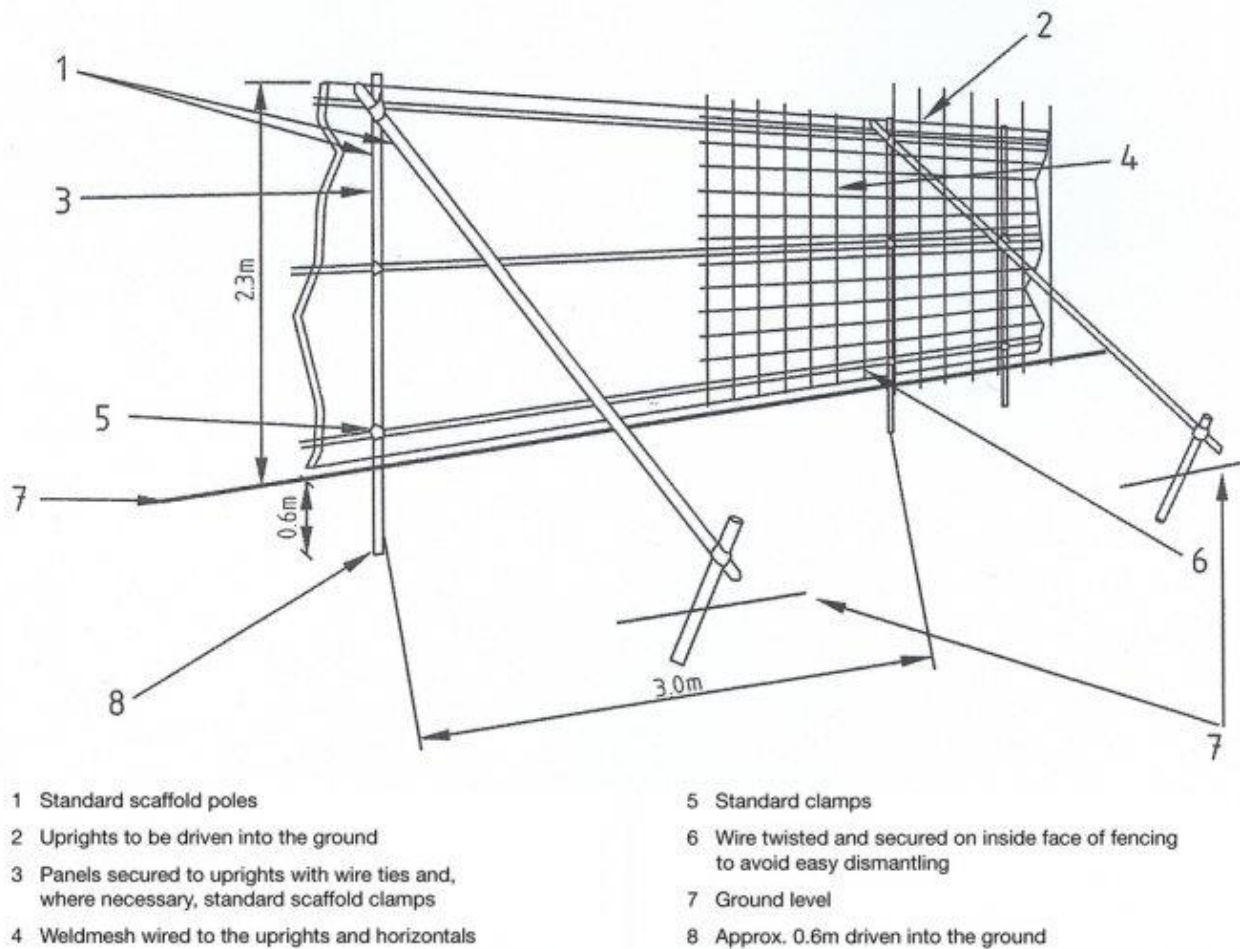 1
2
3
4
2.3m
5
7
0.6m
6
8
3.0m
7
1 Standard scaffold poles
2 Uprights to be driven into the ground
3 Panels secured to uprights with wire ties and,
where necessary, standard scaffold clamps
4 Weldmesh wired to the uprights and horizontals
5 Standard clamps
6 Wire twisted and secured on inside face of fencing
to avoid easy dismantling
7 Ground level
8 Approx. 0.6m driven into the ground